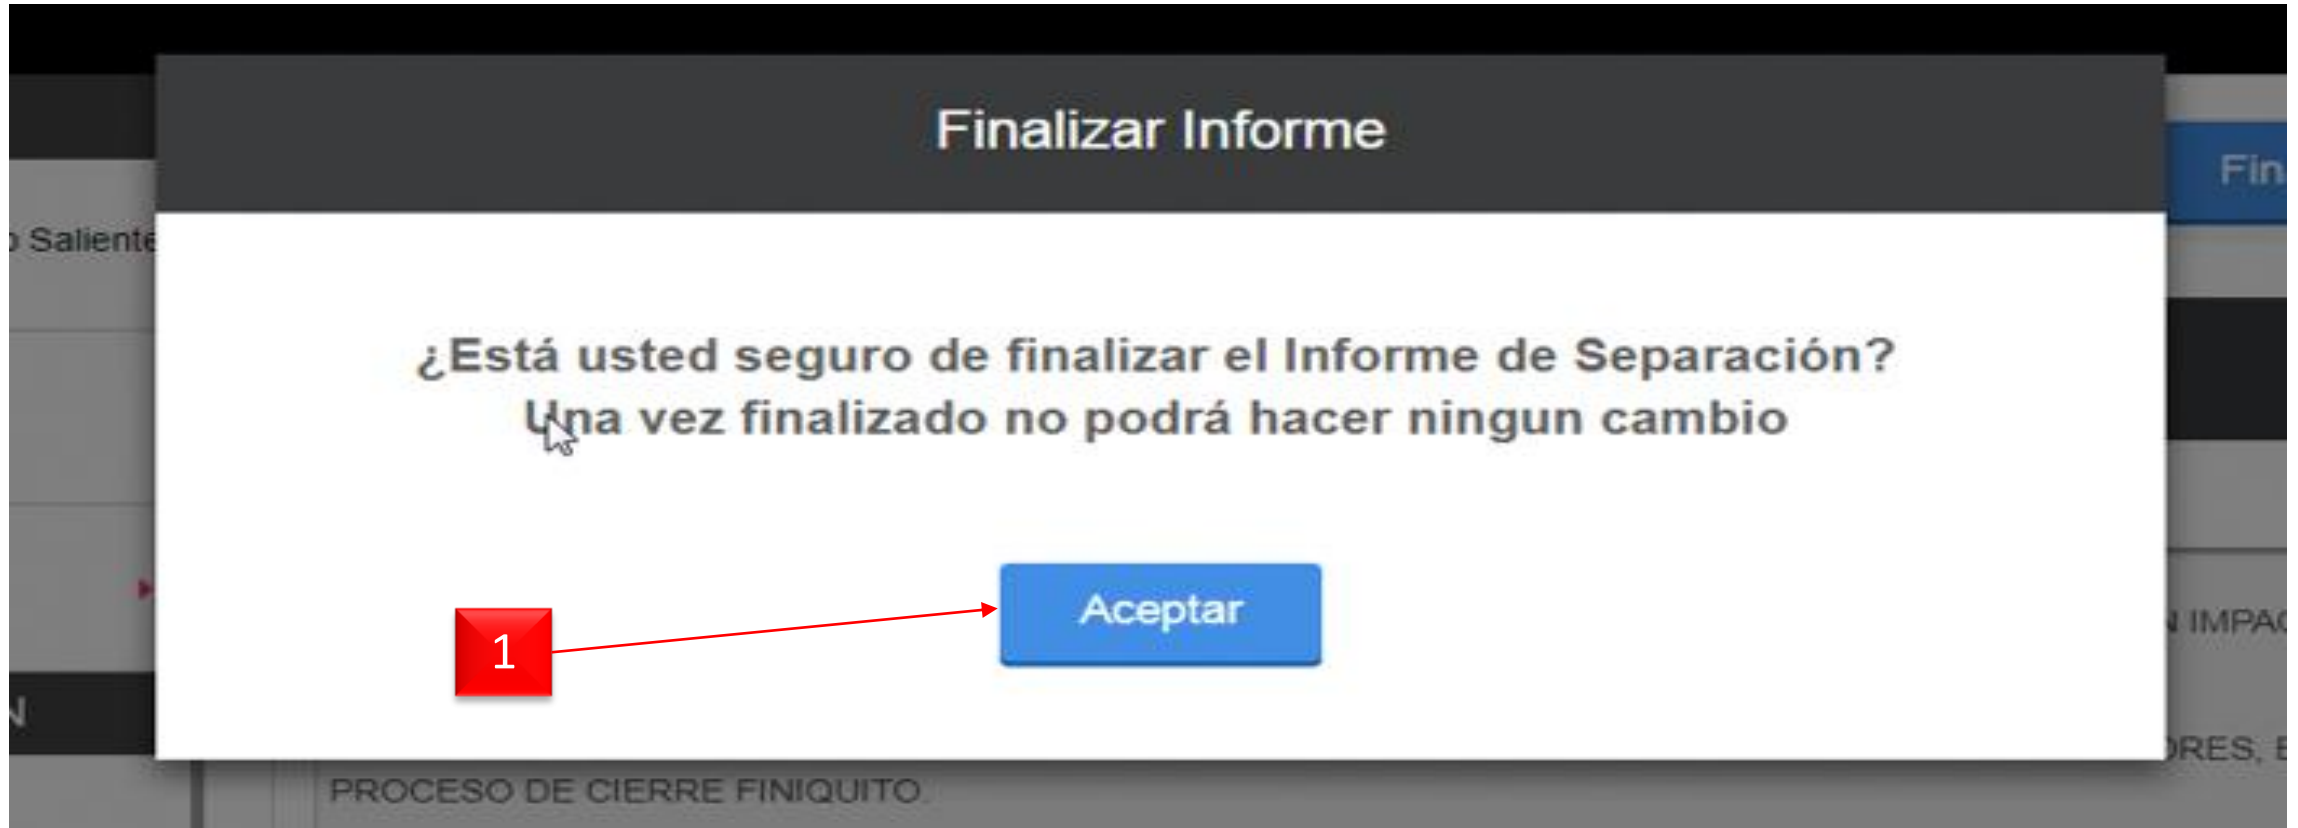 Finalizar Informe
Saliente
¿Está usted seguro de finalizar el Informe de Separación?
Una vez finalizado no podrá hacer ningun cambio
Aceptar
1
PROCESO DE CIERRE FINIQUITO.